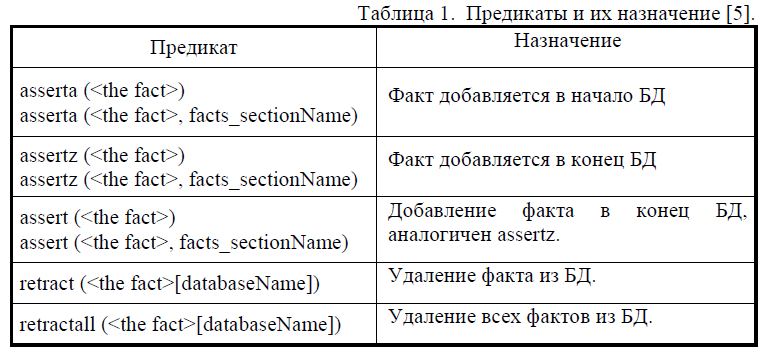 Таблица 1. Предикаты и их назначение [5].
Предикат
Назначение
asserta (<the fact>)
asserta (<the fact>, facts_sectionName)
Факт добавляется в начало БД
assertz (<the fact>)
assertz (<the fact>, facts_sectionName)
Факт добавляется в конец БД
assert (<the fact>)
assert (<the fact>, facts_sectionName)
Добавление факта в конец БД,
аналогичен assertz.
retract (<the fact>[databaseName])
Удаление факта из БД.
retractall (<the fact>[databaseName])
Удаление всех фактов из БД.